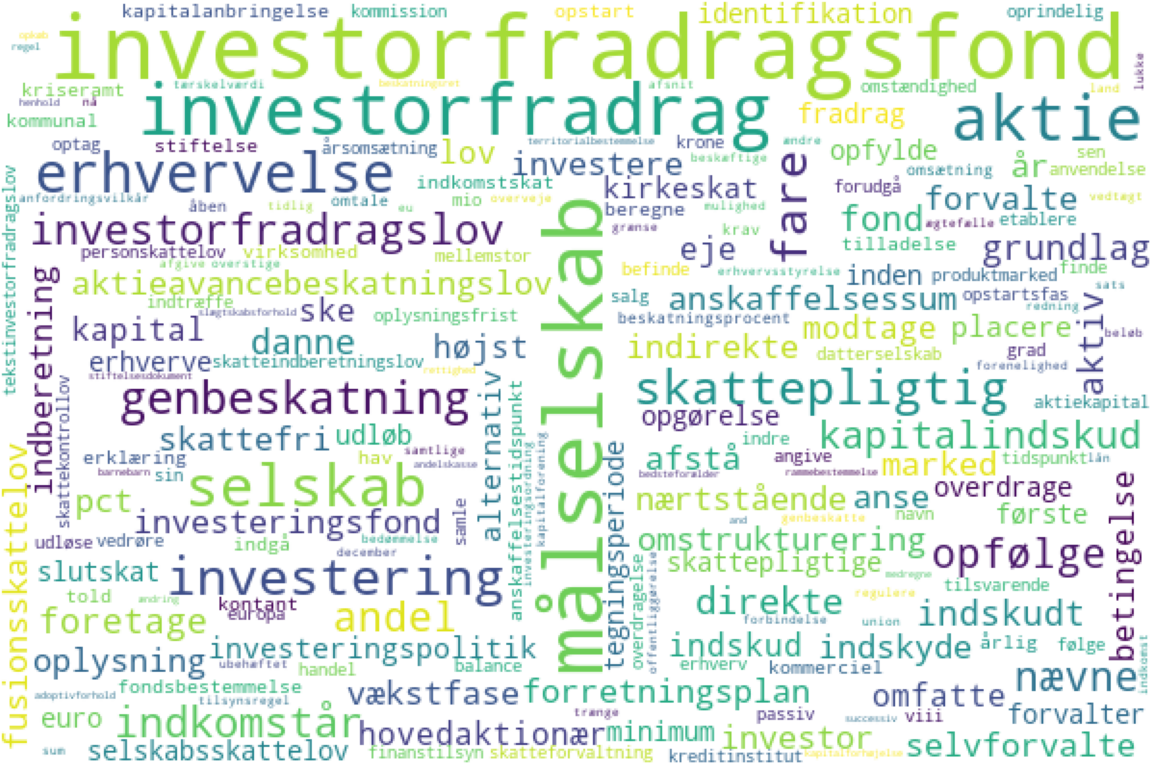 kapitalanbringelse kommission opstart identifikation oprindelig
opkøb regel investorfradragsfond lukke
kriseramt tærskelværdi beskatningsret afsnit omstændighed land
henhold nå investorfradrag fradrag aktie
kommunal
optag stiftelse årsomsætning lov territorialbestemmelse krone andre opfylde sen
erhvervelse investere beskæftige omsætning år anvendelse
indkomstskat kirkeskat fare forudgå forvalte vedtægt
anfordringsvilkår åben tidlig omtale eu mio overveje beregne mulighed
investorfradragslov grænse krav fond ægtefælle etablere
tekstinvestorfradragslov personskattelov virksomhed mellemstor målselskab eje tilladelse grundlag
afgive overstige befinde erhvervsstyrelse inden produktmarked finde
aktieavancebeskatningslov sats
indtræffe ske salg anskaffelsessum opstartsfas redning
slægtskabsforhold oplysningsfrist beskatningsprocent aktiv beløb
kapital danne højst modtage placere
indberetning erhverve skatteindberetningslov indirekte datterselskab grad
stiftelsesdokument rettighed forenelighed
genbeskatning alternativ skattepligtig aktiekapital
skattekontrollov opgørelse
skattefri udløb indre kapitalindskud
erklæring hav samtlige afstå angive marked tidspunkt lån
barnebarn sin andelskasse bedsteforælder rammebestemmelse
pct selskab anskaffelsestidspunkt investeringsordning kapitalforening tegningsperiode nærtstående anse overdrage betingelse
investeringsfond samle and genbeskatte navn første
udløse vedrøre indgå december bedømmelse omstrukturering opfølge
fusionsskattelov slutskat investering overdragelse offentliggørelse skattepligtige medregne tilsvarende
told ændring kontant direkte regulere indskudt
foretage europa andel forbindelse union
oplysning investeringspolitik indskud indskyde årlig følge
ubehæftet handel balance erhverv kommerciel nævne indkomst
fondsbestemmelse vækstfase forretningsplan omfatte
adoptivforhold tilsynsregel
euro indkomstår trænge passiv successiv viii forvalter
hovedaktionær minimum investor
sum selskabsskattelov finanstilsyn skatteforvaltning kreditinstitut kapitalforhøjelse selvforvalte